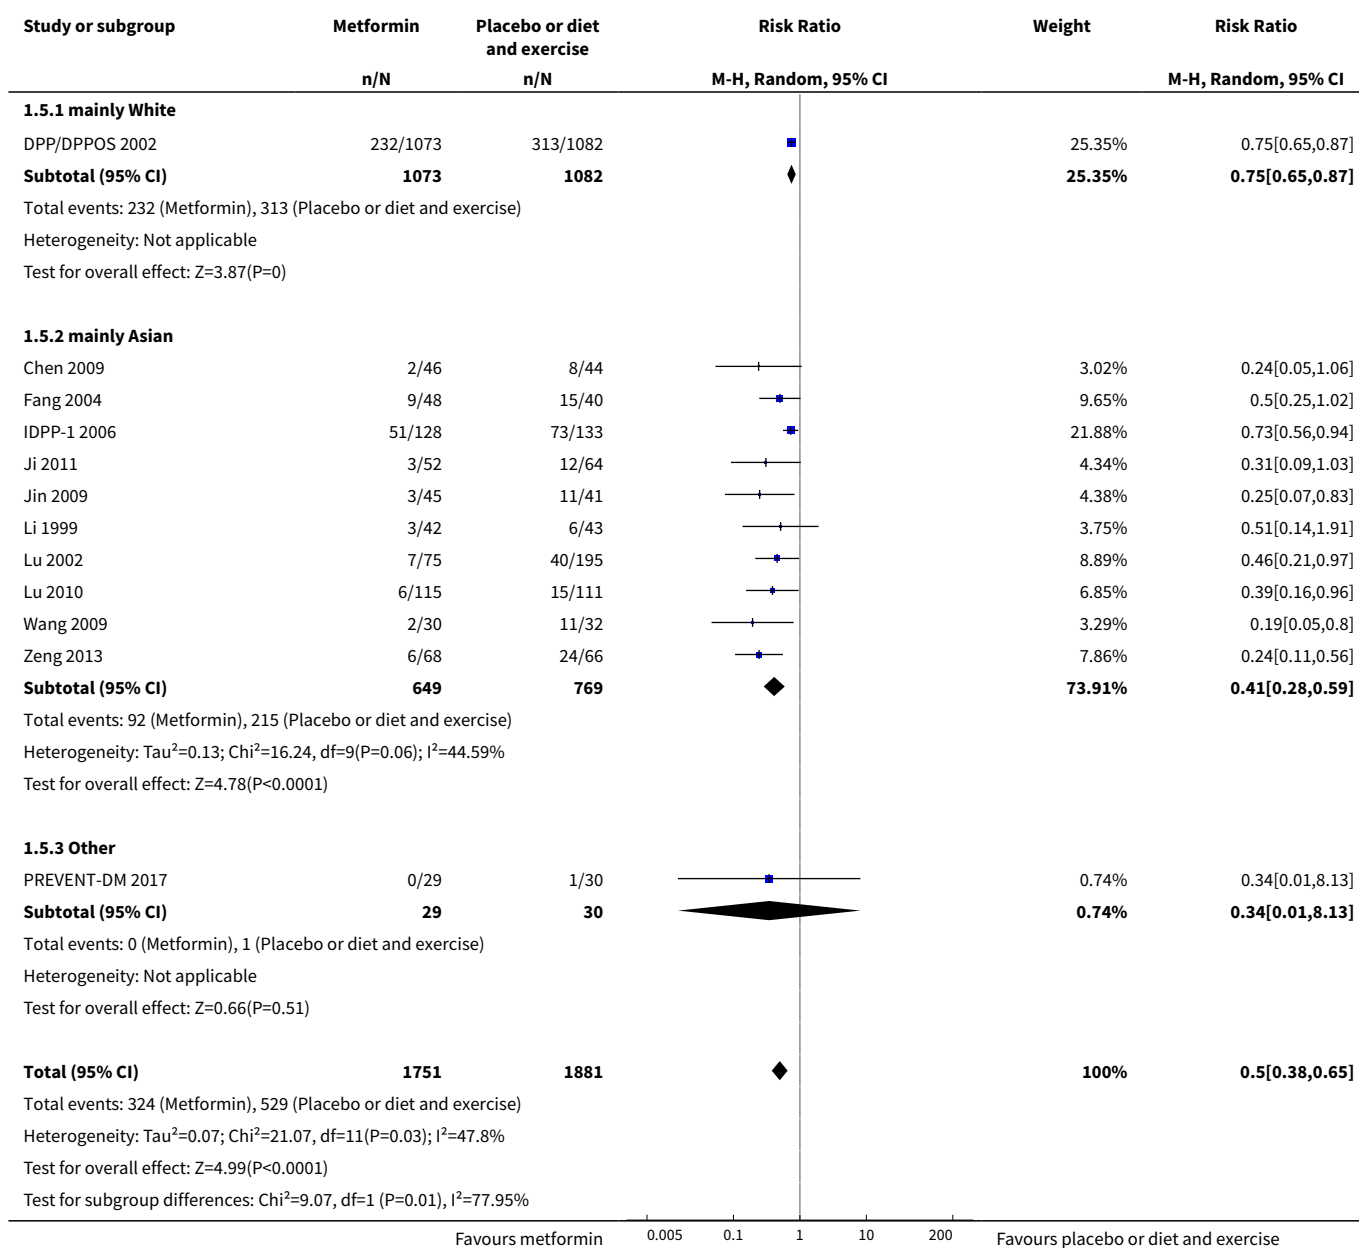 Study or subgroup Metformin Placebo or diet Risk Ratio Weight Risk Ratio
and exercise
n/N n/N M-H, Random, 95% CI M-H, Random, 95% CI
1.5.1 mainly White
DPP/DPPOS 2002 232/1073 313/1082 25.35% 0.75[0.65,0.87]
Subtotal (95% CI) 1073 1082 25.35% 0.75[0.65,0.87]
Total events: 232 (Metformin), 313 (Placebo or diet and exercise)
Heterogeneity: Not applicable
Test for overall effect: Z=3.87(P=0)
1.5.2 mainly Asian
Chen 2009 2/46 8/44 3.02% 0.24[0.05,1.06]
Fang 2004 9/48 15/40 9.65% 0.5[0.25,1.02]
IDPP-1 2006 51/128 73/133 21.88% 0.73[0.56,0.94]
Ji 2011 3/52 12/64 4.34% 0.31[0.09,1.03]
Jin 2009 3/45 11/41 4.38% 0.25[0.07,0.83]
Li 1999 3/42 6/43 3.75% 0.51[0.14,1.91]
Lu 2002 7/75 40/195 8.89% 0.46[0.21,0.97]
Lu 2010 6/115 15/111 6.85% 0.39[0.16,0.96]
Wang 2009 2/30 11/32 3.29% 0.19[0.05,0.8]
Zeng 2013 6/68 24/66 7.86% 0.24[0.11,0.56]
Subtotal (95% CI) 649 769 73.91% 0.41[0.28,0.59]
Total events: 92 (Metformin), 215 (Placebo or diet and exercise)
Heterogeneity: Tau²=0.13; Chi²=16.24, df=9(P=0.06); I²=44.59%
Test for overall effect: Z=4.78(P<0.0001)
1.5.3 Other
PREVENT-DM 2017 0/29 1/30 0.74% 0.34[0.01,8.13]
Subtotal (95% CI) 29 30 0.74% 0.34[0.01,8.13]
Total events: 0 (Metformin), 1 (Placebo or diet and exercise)
Heterogeneity: Not applicable
Test for overall effect: Z=0.66(P=0.51)
Total (95% CI) 1751 1881 100% 0.5[0.38,0.65]
Total events: 324 (Metformin), 529 (Placebo or diet and exercise)
Heterogeneity: Tau²=0.07; Chi²=21.07, df=11(P=0.03); I²=47.8%
Test for overall effect: Z=4.99(P<0.0001)
Test for subgroup differences: Chi²=9.07, df=1 (P=0.01), I²=77.95%
Favours metformin 0.005 0.1 1 10 200 Favours placebo or diet and exercise